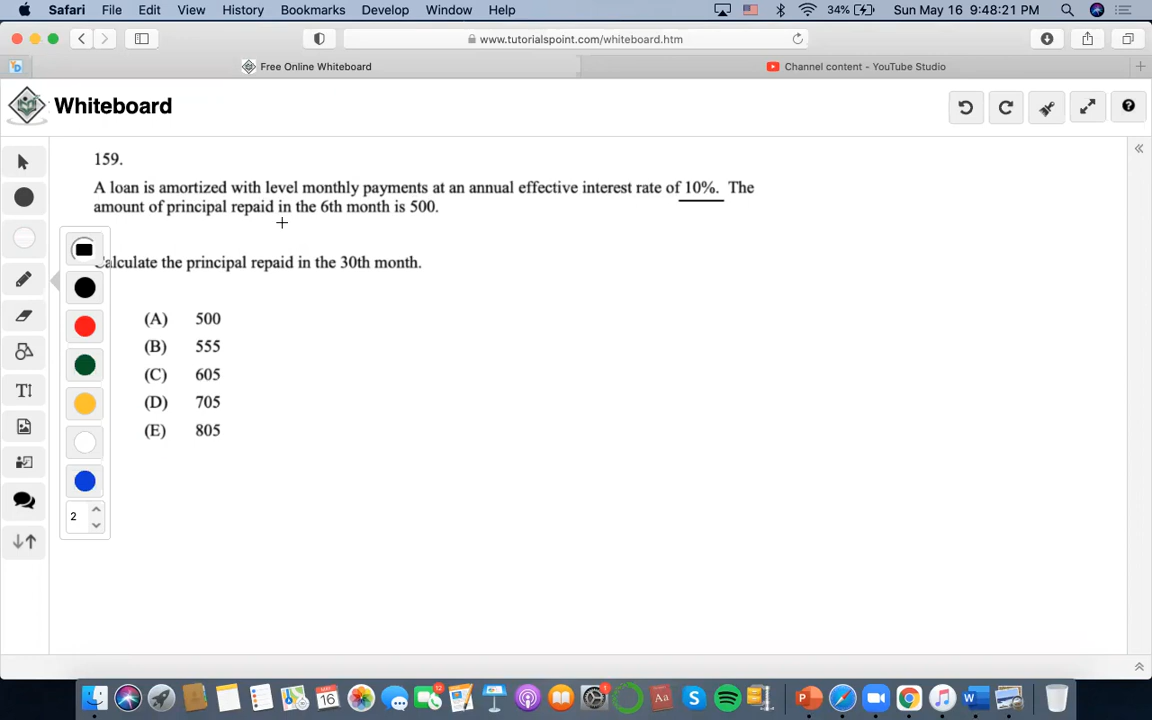 Safari File Edit View History Bookmarks Develop Window Help 34% Sun May 16 9:48:21 PM
www.tutorialspoint.com/whiteboard.htm
Free Online Whiteboard Channel content - YouTube Studio
Whiteboard
159.
A loan is amortized with level monthly payments at an annual effective interest rate of 10%. The
amount of principal repaid in the 6th month is 500.
Calculate the principal repaid in the 30th month.
(A) 500
(B) 555
(C) 605
(D) 705
(E) 805
2